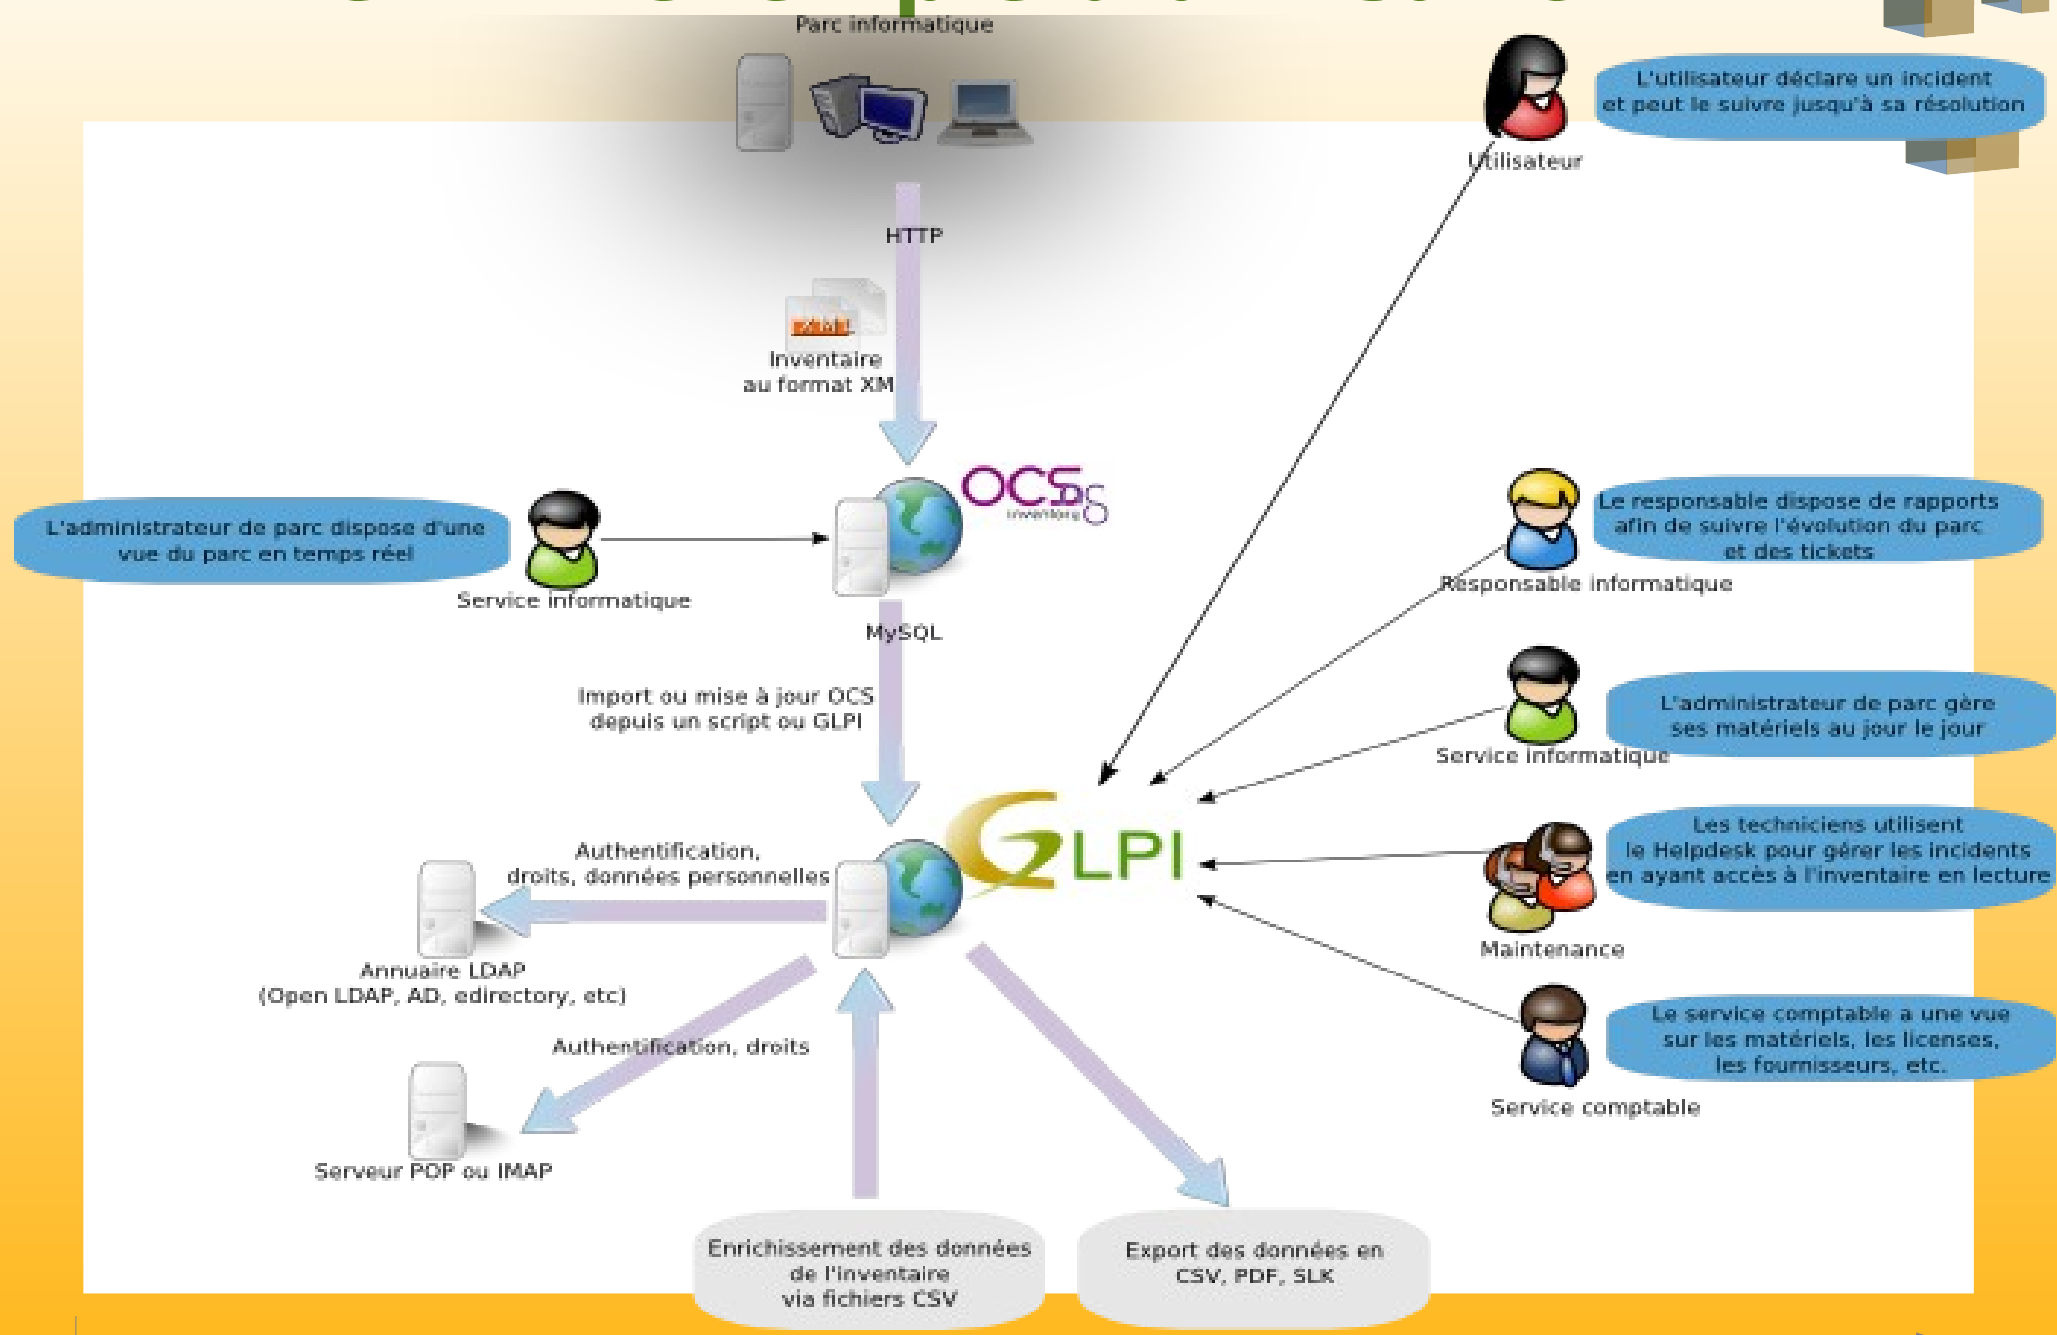 Parc informatique
L'utilisateur déclare un incident
et peut le suivre jusqu'à sa résolution
Utilisateur
HTTP
XML
Inventaire
au format XM
OCS
inventory
ng
L'administrateur de parc dispose d'une
vue du parc en temps réel
Service informatique
Le responsable dispose de rapports
afin de suivre l'évolution du parc
et des tickets
Responsable informatique
MySQL
Import ou mise à jour OCS
depuis un script ou GLPI
L'administrateur de parc gère
ses matériels au jour le jour
Service informatique
GLPI
Les techniciens utilisent
le Helpdesk pour gérer les incidents
en ayant accès à l'inventaire en lecture
Maintenance
Authentification,
droits, données personnelles
Annuaire LDAP
(Open LDAP, AD, edirectory, etc)
Authentification, droits
Serveur POP ou IMAP
Le service comptable a une vue
sur les matériels, les licenses,
les fournisseurs, etc.
Service comptable
Enrichissement des données
de l'inventaire
via fichiers CSV
Export des données en
CSV, PDF, SLK